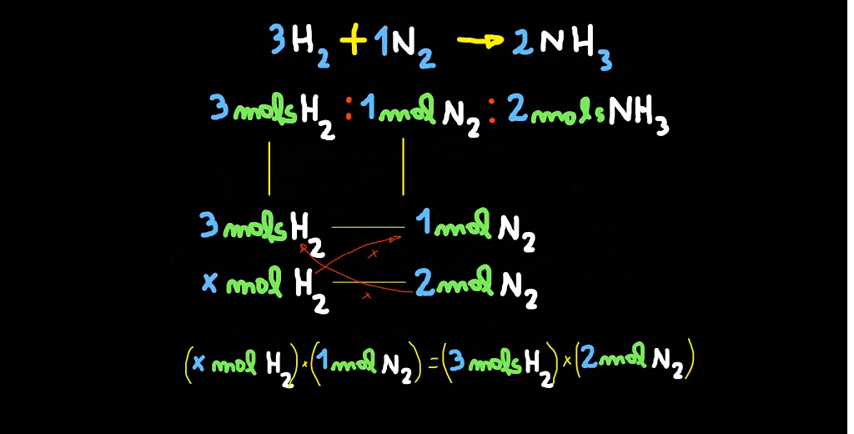 3H₂ + 1N₂ → 2NH₃
3 mols H₂ : 1 mol N₂ : 2 mols NH₃
3 mols H₂ — 1 mol N₂
x mol H₂ — 2 mol N₂
x
x
(x mol H₂) × (1 mol N₂) = (3 mols H₂) × (2 mol N₂)